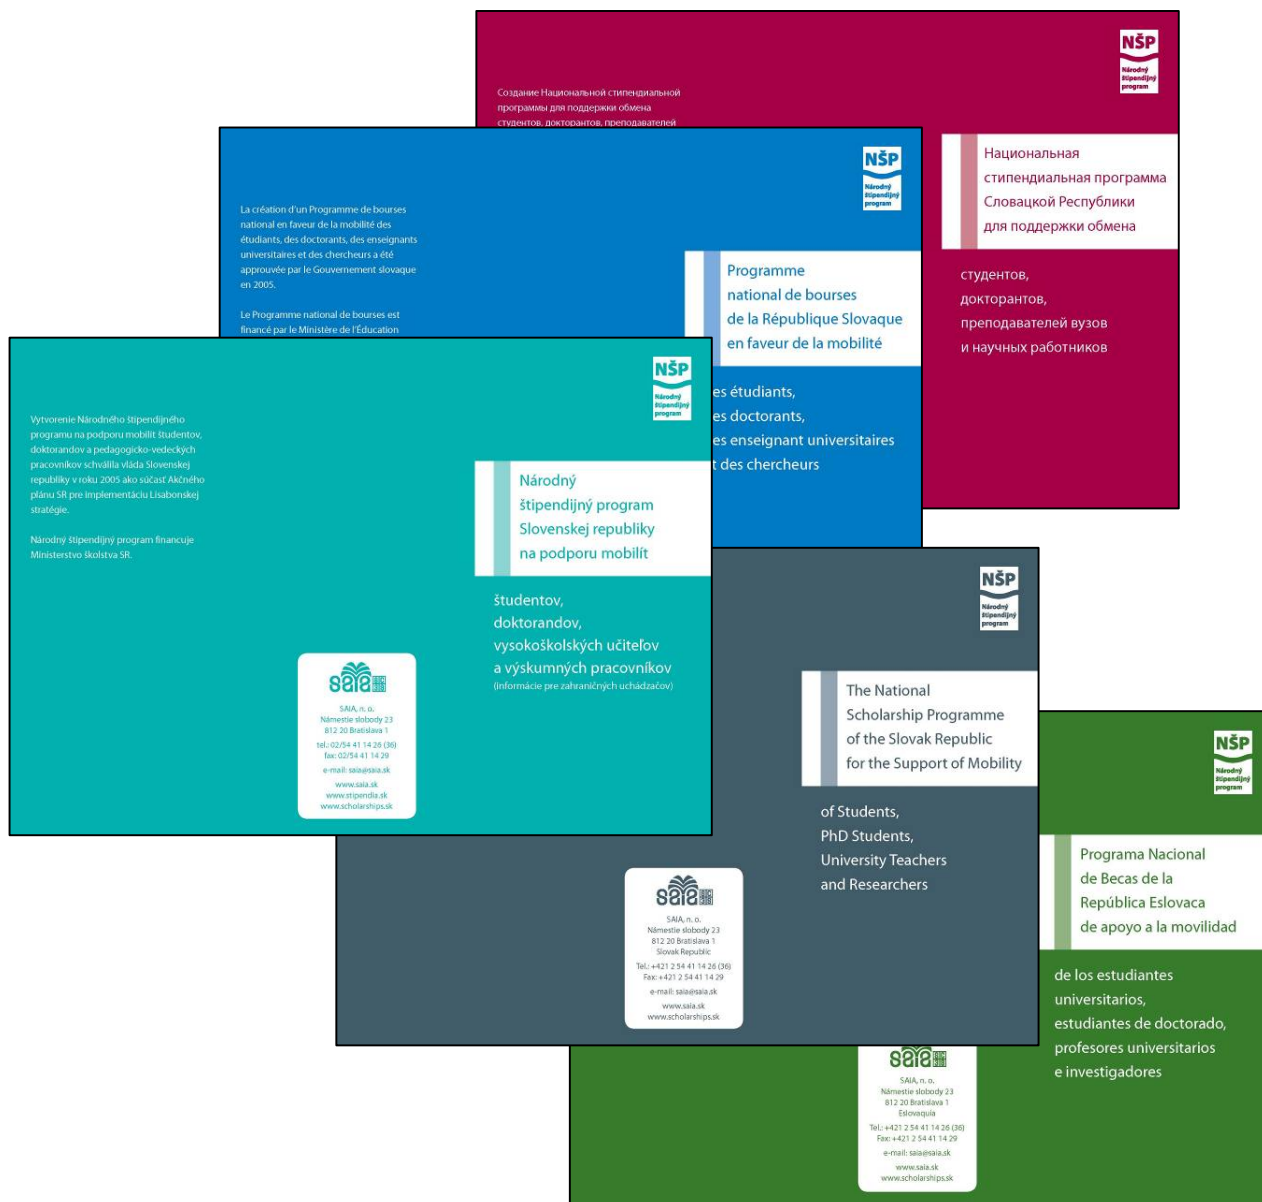 NŠP
Národný
štipendijný
program
Создание Национальной стипендиальной
программы для поддержки обмена
студентов, докторантов, преподавателей
Национальная
стипендиальная программа
Словацкой Республики
для поддержки обмена
студентов,
докторантов,
преподавателей вузов
и научных работников
NŠP
Národný
štipendijný
program
La création d'un Programme de bourses
national en faveur de la mobilité des
étudiants, des doctorants, des enseignants
universitaires et des chercheurs a été
approuvée par le Gouvernement slovaque
en 2005.
Le Programme national de bourses est
financé par le Ministère de l'Éducation
Programme
national de bourses
de la République Slovaque
en faveur de la mobilité
es étudiants,
es doctorants,
es enseignant universitaires
t des chercheurs
NŠP
Národný
štipendijný
program
Vytvorenie Národného štipendijného
programu na podporu mobilít študentov,
doktorandov a pedagogicko-vedeckých
pracovníkov schválila vláda Slovenskej
republiky v roku 2005 ako súčasť Akčného
plánu SR pre implementáciu Lisabonskej
stratégie.
Národný štipendijný program financuje
Ministerstvo školstva SR.
Národný
štipendijný program
Slovenskej republiky
na podporu mobilít
študentov,
doktorandov,
vysokoškolských učiteľov
a výskumných pracovníkov
(informácie pre zahraničných uchádzačov)
saia
SAIA, n. o.
Námestie slobody 23
812 20 Bratislava 1
tel.: 02/54 41 14 26 (36)
fax: 02/54 41 14 29
e-mail: saia@saia.sk
www.saia.sk
www.stipendia.sk
www.scholarships.sk
NŠP
Národný
štipendijný
program
The National
Scholarship Programme
of the Slovak Republic
for the Support of Mobility
of Students,
PhD Students,
University Teachers
and Researchers
saia
SAIA, n. o.
Námestie slobody 23
812 20 Bratislava 1
Slovak Republic
Tel.: +421 2 54 41 14 26 (36)
Fax: +421 2 54 41 14 29
e-mail: saia@saia.sk
www.saia.sk
www.scholarships.sk
NŠP
Národný
štipendijný
program
Programa Nacional
de Becas de la
República Eslovaca
de apoyo a la movilidad
de los estudiantes
universitarios,
estudiantes de doctorado,
profesores universitarios
e investigadores
saia
SAIA, n. o.
Námestie slobody 23
812 20 Bratislava 1
Eslovaquia
Tel.: +421 2 54 41 14 26 (36)
Fax: +421 2 54 41 14 29
e-mail: saia@saia.sk
www.saia.sk
www.scholarships.sk